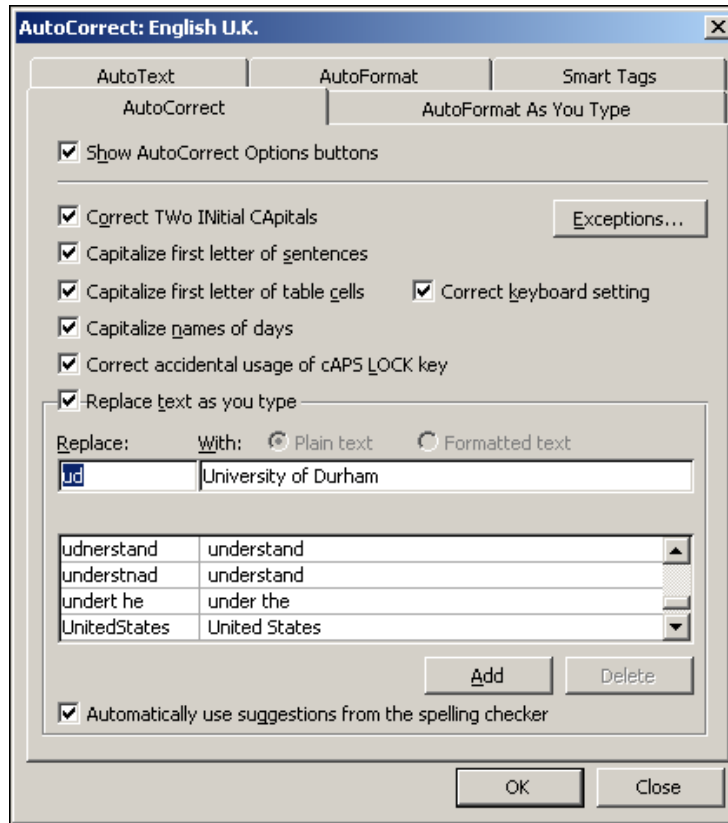 AutoCorrect: English U.K.
AutoText AutoFormat Smart Tags
AutoCorrect AutoFormat As You Type
Show AutoCorrect Options buttons
Correct TWo INitial CApitals Exceptions...
Capitalize first letter of sentences
Capitalize first letter of table cells Correct keyboard setting
Capitalize names of days
Correct accidental usage of cAPS LOCK key
Replace text as you type
Replace: With: Plain text Formatted text
ud University of Durham
udnerstand understand
understnad understand
undert he under the
UnitedStates United States
Add Delete
Automatically use suggestions from the spelling checker
OK Close